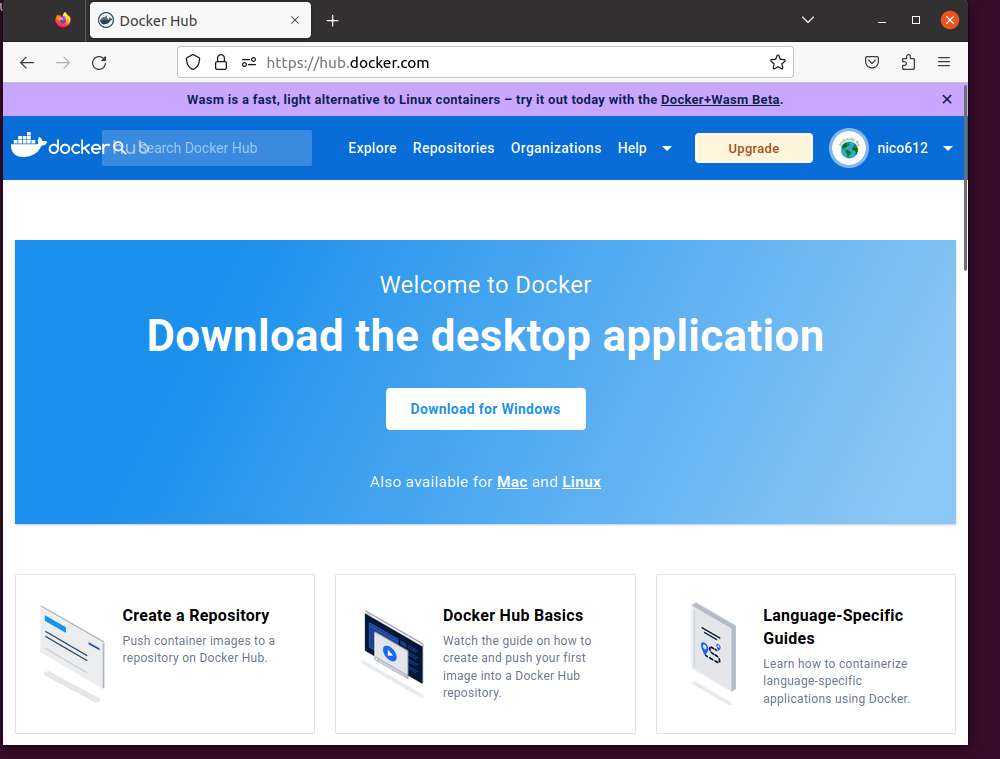 Docker Hub
https://hub.docker.com
Wasm is a fast, light alternative to Linux containers – try it out today with the Docker+Wasm Beta.
docker Hub Search Docker Hub Explore Repositories Organizations Help Upgrade nico612
Welcome to Docker
Download the desktop application
Download for Windows
Also available for Mac and Linux
Create a Repository
Push container images to a
repository on Docker Hub.
Docker Hub Basics
Watch the guide on how to
create and push your first
image into a Docker Hub
repository.
Language-Specific
Guides
Learn how to containerize
language-specific
applications using Docker.